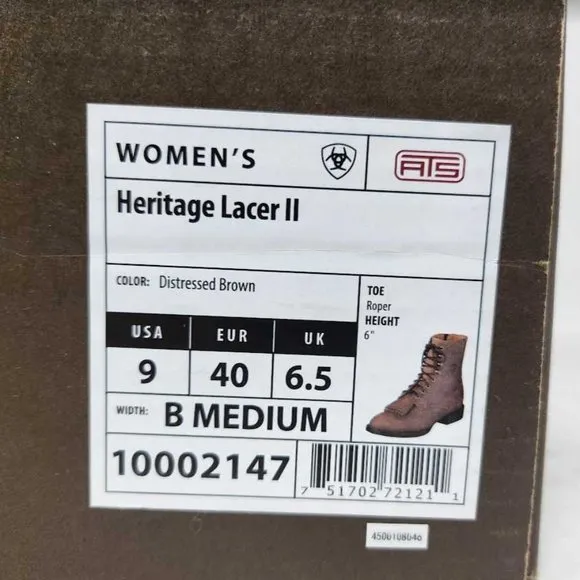 WOMEN'S
ATS
Heritage Lacer II
COLOR: Distressed Brown
TOE
Roper
HEIGHT
6"
USA EUR UK
9 40 6.5
WIDTH: B MEDIUM
10002147
7 51702 72121 1